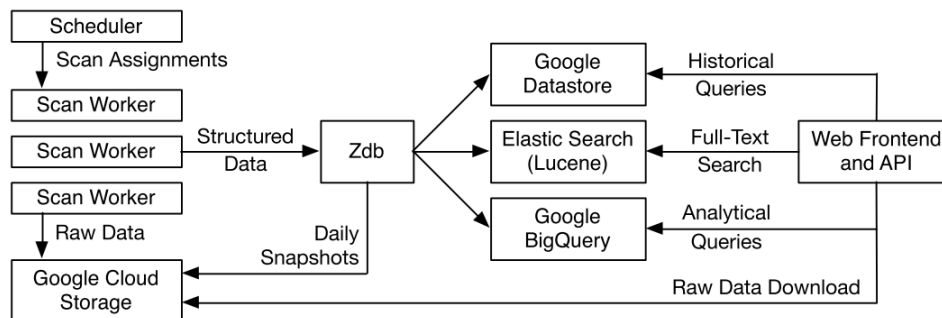 Scheduler
Scan Assignments
Scan Worker
Scan Worker
Scan Worker
Raw Data
Google Cloud
Storage
Structured
Data
Zdb
Daily
Snapshots
Google
Datastore
Elastic Search
(Lucene)
Google
BigQuery
Historical
Queries
Full-Text
Search
Analytical
Queries
Raw Data Download
Web Frontend
and API